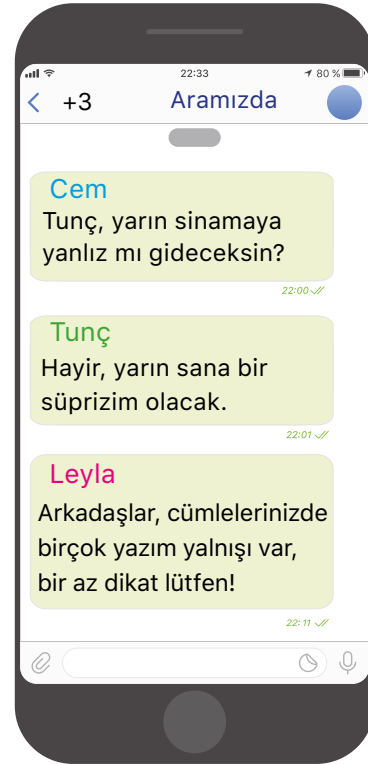 22:33
80 %
+3 Aramızda
Cem
Tunç, yarın sinamaya
yanlız mı gideceksin?
22:00
Tunç
Hayir, yarın sana bir
süprizim olacak.
22:01
Leyla
Arkadaşlar, cümlelerinizde
birçok yazım yalnışı var,
bir az dikat lütfen!
22:11